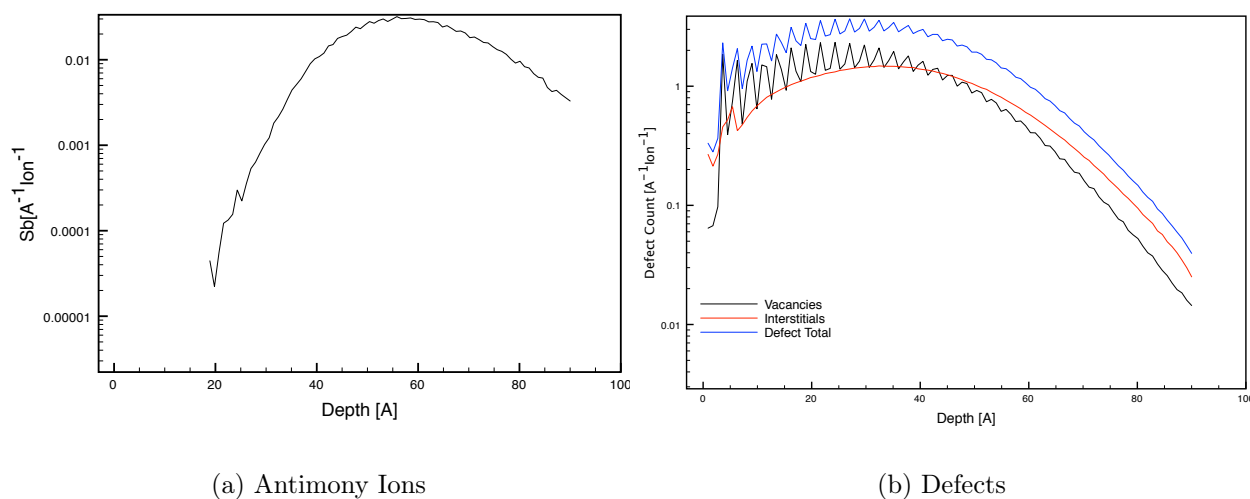 0.01
0.001
0.0001
0.00001
Sb[A⁻¹Ion⁻¹]
0 20 40 60 80 100
Depth [A]
(a) Antimony Ions
1
0.1
0.01
Defect Count [A⁻¹Ion⁻¹]
Vacancies
Interstitials
Defect Total
0 20 40 60 80 100
Depth [A]
(b) Defects